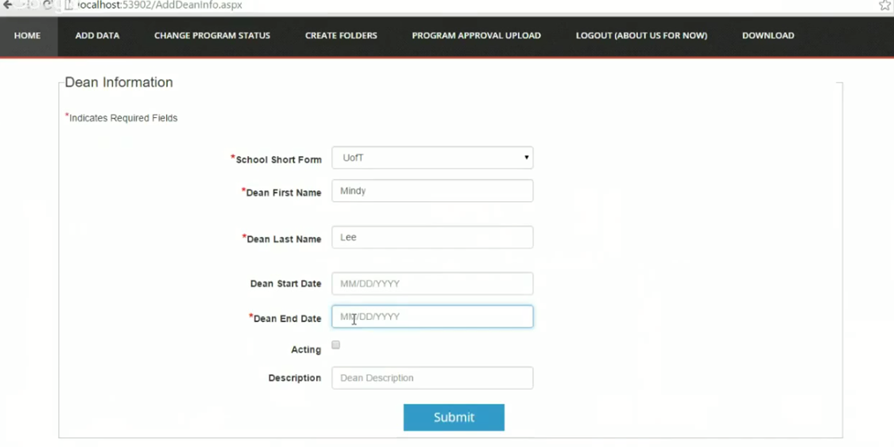 localhost:53902/AddDeanInfo.aspx
HOME ADD DATA CHANGE PROGRAM STATUS CREATE FOLDERS PROGRAM APPROVAL UPLOAD LOGOUT (ABOUT US FOR NOW) DOWNLOAD
Dean Information
*Indicates Required Fields
*School Short Form UofT
*Dean First Name Mindy
*Dean Last Name Lee
Dean Start Date MM/DD/YYYY
*Dean End Date MM/DD/YYYY
Acting
Description Dean Description
Submit